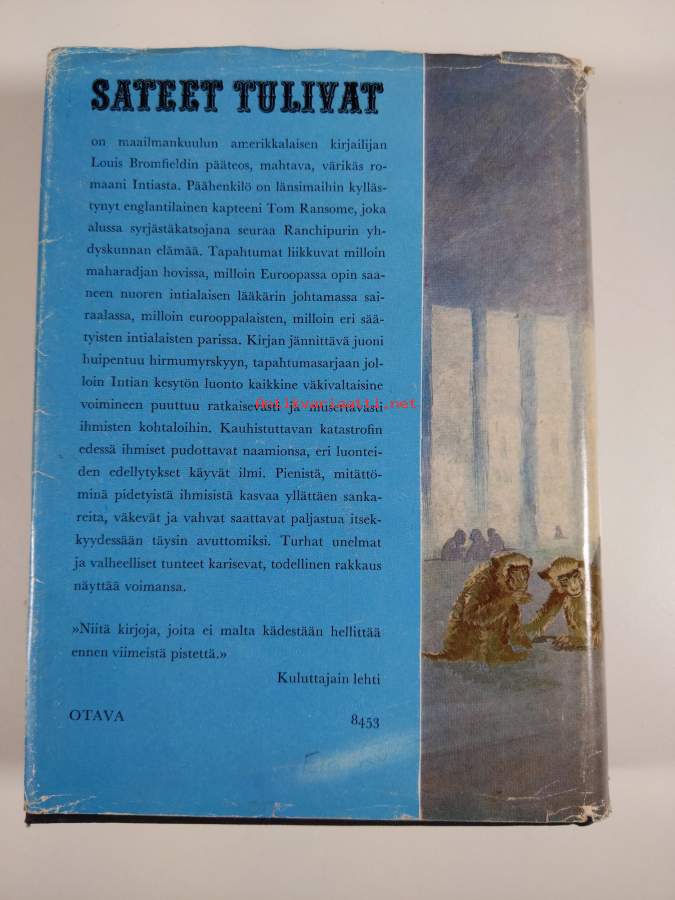 SATEET TULIVAT
on maailmankuulun amerikkalaisen kirjailijan
Louis Bromfieldin pääteos, mahtava, värikäs ro-
maani Intiasta. Päähenkilö on länsimaihin kylläs-
tynyt englantilainen kapteeni Tom Ransome, joka
alussa syrjästäkatsojana seuraa Ranchipurin yh-
dyskunnan elämää. Tapahtumat liikkuvat milloin
maharadjan hovissa, milloin Euroopassa opin saa-
neen nuoren intialaisen lääkärin johtamassa sai-
raalassa, milloin eurooppalaisten, milloin eri sää-
tyisten intialaisten parissa. Kirjan jännittävä juoni
huipentuu hirmumyrskyyn, tapahtumasarjaan jol-
loin Intian kesytön luonto kaikkine väkivaltaisine
voimineen puuttuu ratkaisevasti ja musertavasti
antikvariaatti.net
ihmisten kohtaloihin. Kauhistuttavan katastrofin
edessä ihmiset pudottavat naamionsa, eri luontei-
den edellytykset käyvät ilmi. Pienistä, mitättö-
minä pidetyistä ihmisistä kasvaa yllättäen sanka-
reita, väkevät ja vahvat saattavat paljastua itsek-
kyydessään täysin avuttomiksi. Turhat unelmat
ja valheelliset tunteet karisevat, todellinen rakkaus
näyttää voimansa.
»Niitä kirjoja, joita ei malta kädestään hellittää
ennen viimeistä pistettä.»
Kuluttajain lehti
OTAVA 8453